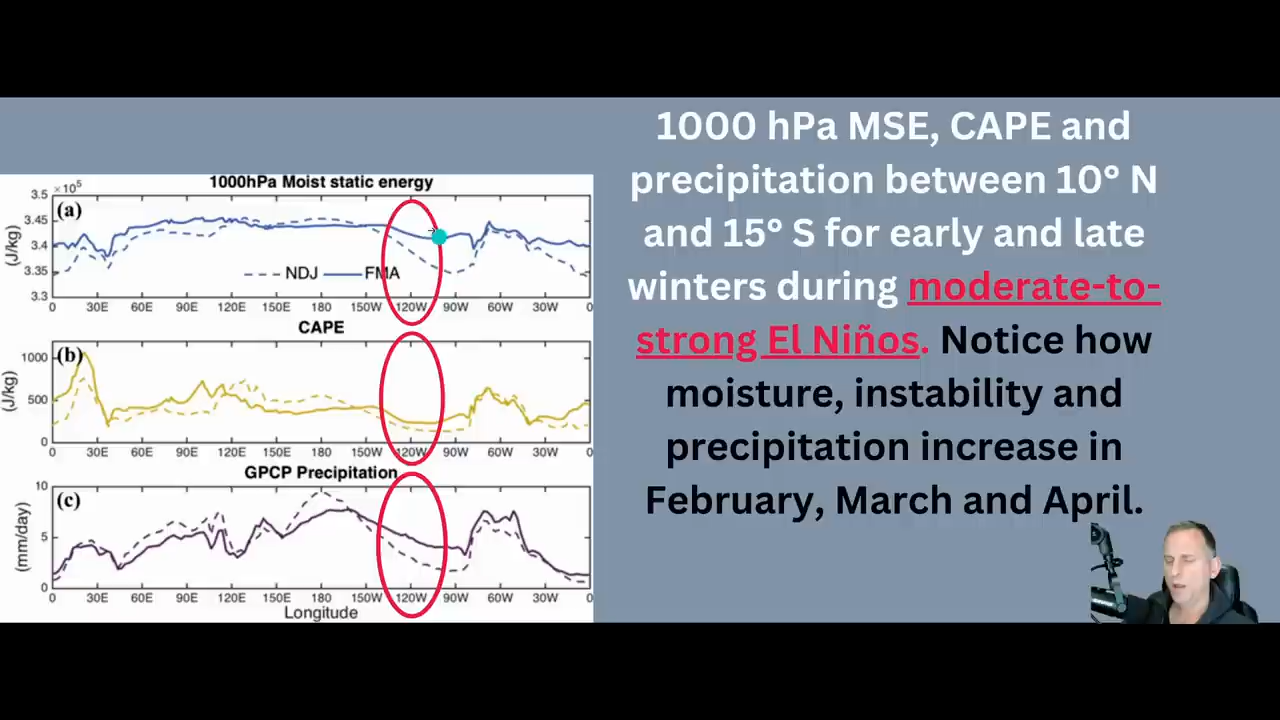 1000 hPa MSE, CAPE and
precipitation between 10° N
and 15° S for early and late
winters during moderate-to-
strong El Niños. Notice how
moisture, instability and
precipitation increase in
February, March and April.
1000hPa Moist static energy
×10⁵
(a)
3.5
3.45
3.4
3.35
3.3
(J/kg)
NDJ FMA
0 30E 60E 90E 120E 150E 180 150W 120W 90W 60W 30W 0
CAPE
(b)
1000
500
0
(J/kg)
0 30E 60E 90E 120E 150E 180 150W 120W 90W 60W 30W 0
GPCP Precipitation
(c)
10
5
0
(mm/day)
0 30E 60E 90E 120E 150E 180 150W 120W 90W 60W 30W 0
Longitude